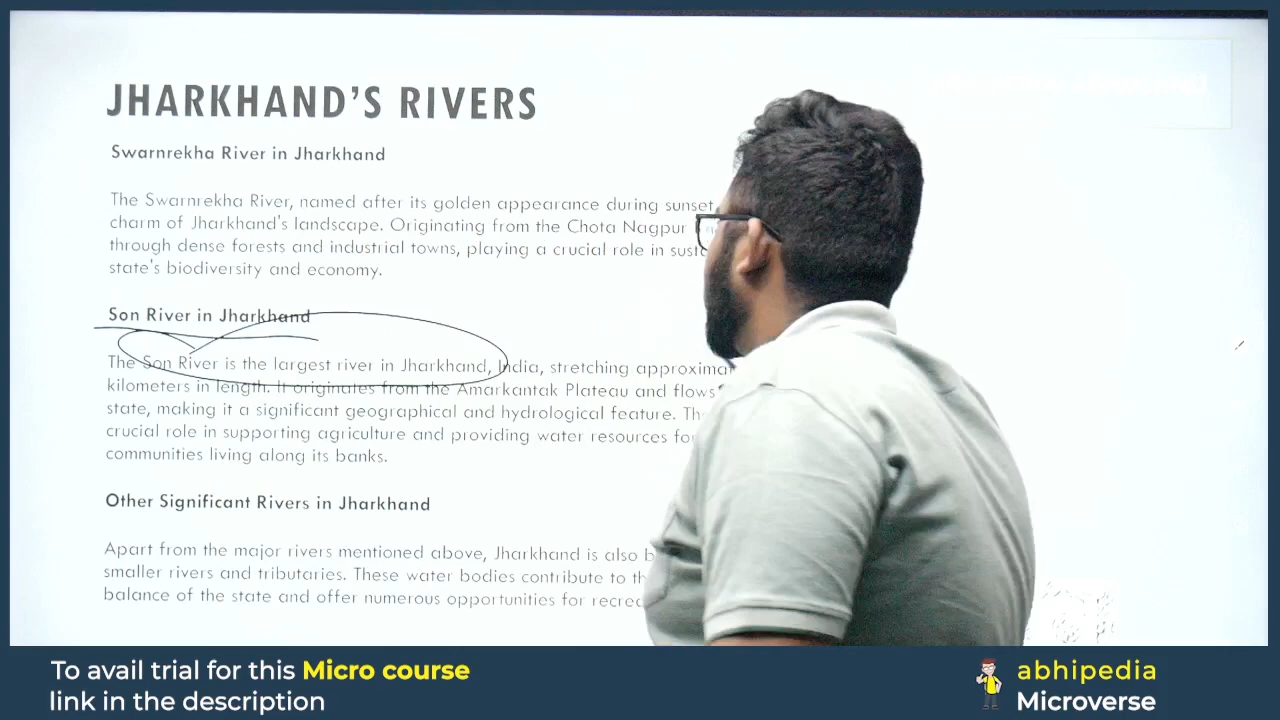 JHARKHAND'S RIVERS
Swarnrekha River in Jharkhand
The Swarnrekha River, named after its golden appearance during sunset
charm of Jharkhand's landscape. Originating from the Chota Nagpur
through dense forests and industrial towns, playing a crucial role in
state's biodiversity and economy.
Son River in Jharkhand
The Son River is the largest river in Jharkhand, India, stretching
kilometers in length. It originates from the Amarkantak Plateau and flows
state, making it a significant geographical and hydrological feature.
crucial role in supporting agriculture and providing water resources for
communities living along its banks.
Other Significant Rivers in Jharkhand
Apart from the major rivers mentioned above, Jharkhand is also
smaller rivers and tributaries. These water bodies contribute to
balance of the state and offer numerous opportunities for
To avail trial for this Micro course
link in the description
abhipedia
Microverse